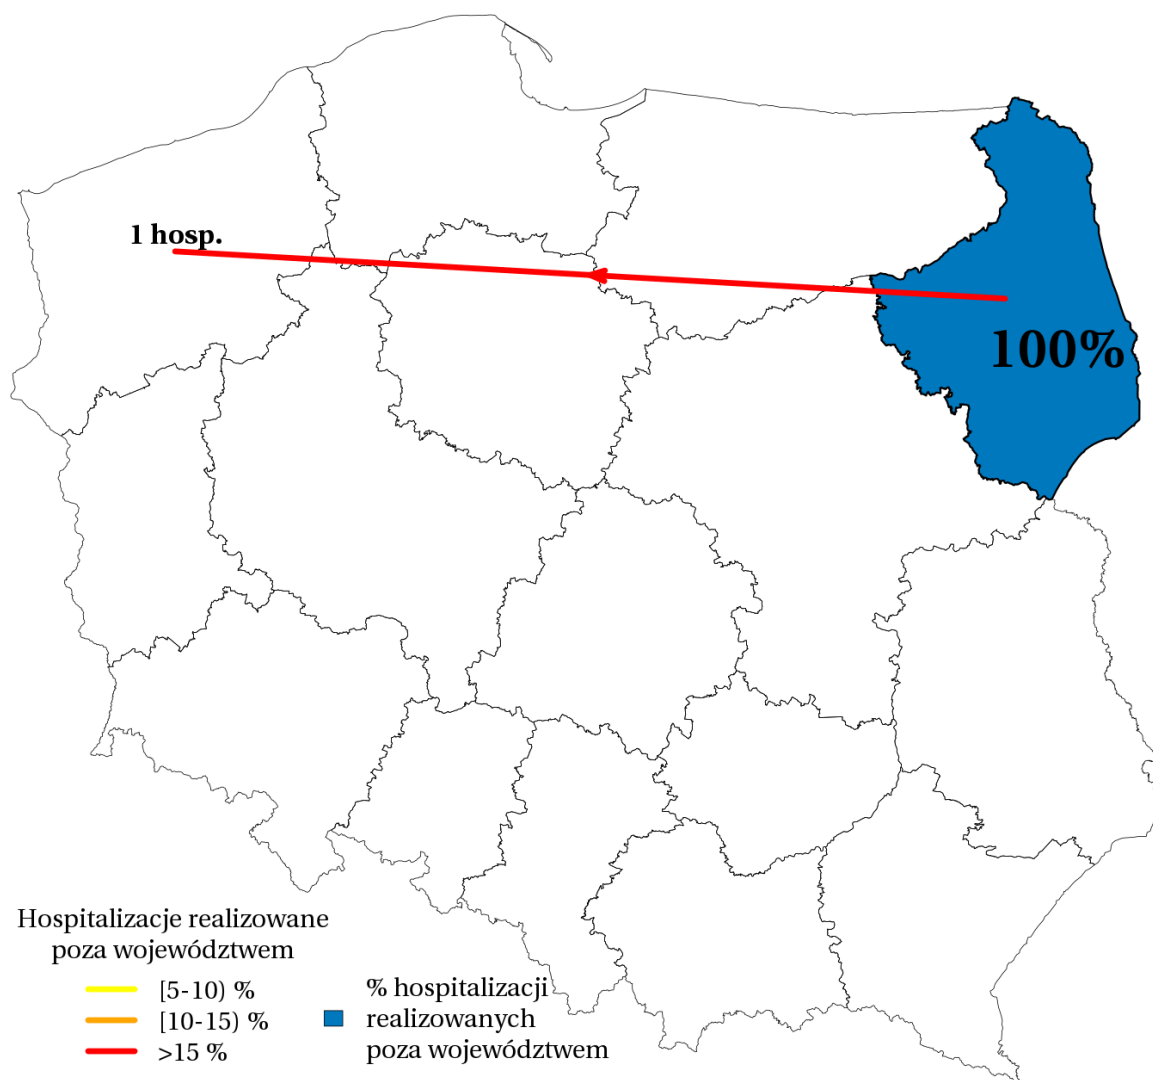 1 hosp.
100%
Hospitalizacje realizowane
poza województwem
[5-10) %
[10-15) %
>15 %
% hospitalizacji
realizowanych
poza województwem